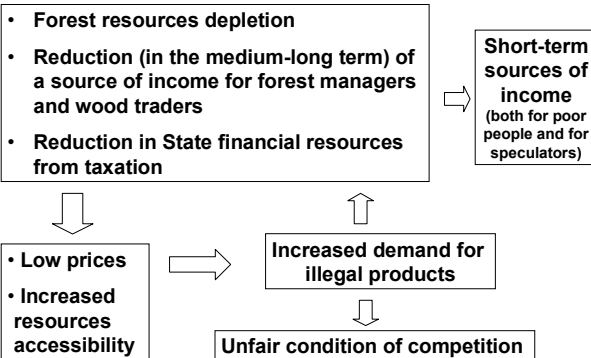 • Forest resources depletion
• Reduction (in the medium-long term) of
a source of income for forest managers
and wood traders
• Reduction in State financial resources
from taxation
Short-term
sources of
income
(both for poor
people and for
speculators)
• Low prices
• Increased
resources
accessibility
Increased demand for
illegal products
Unfair condition of competition